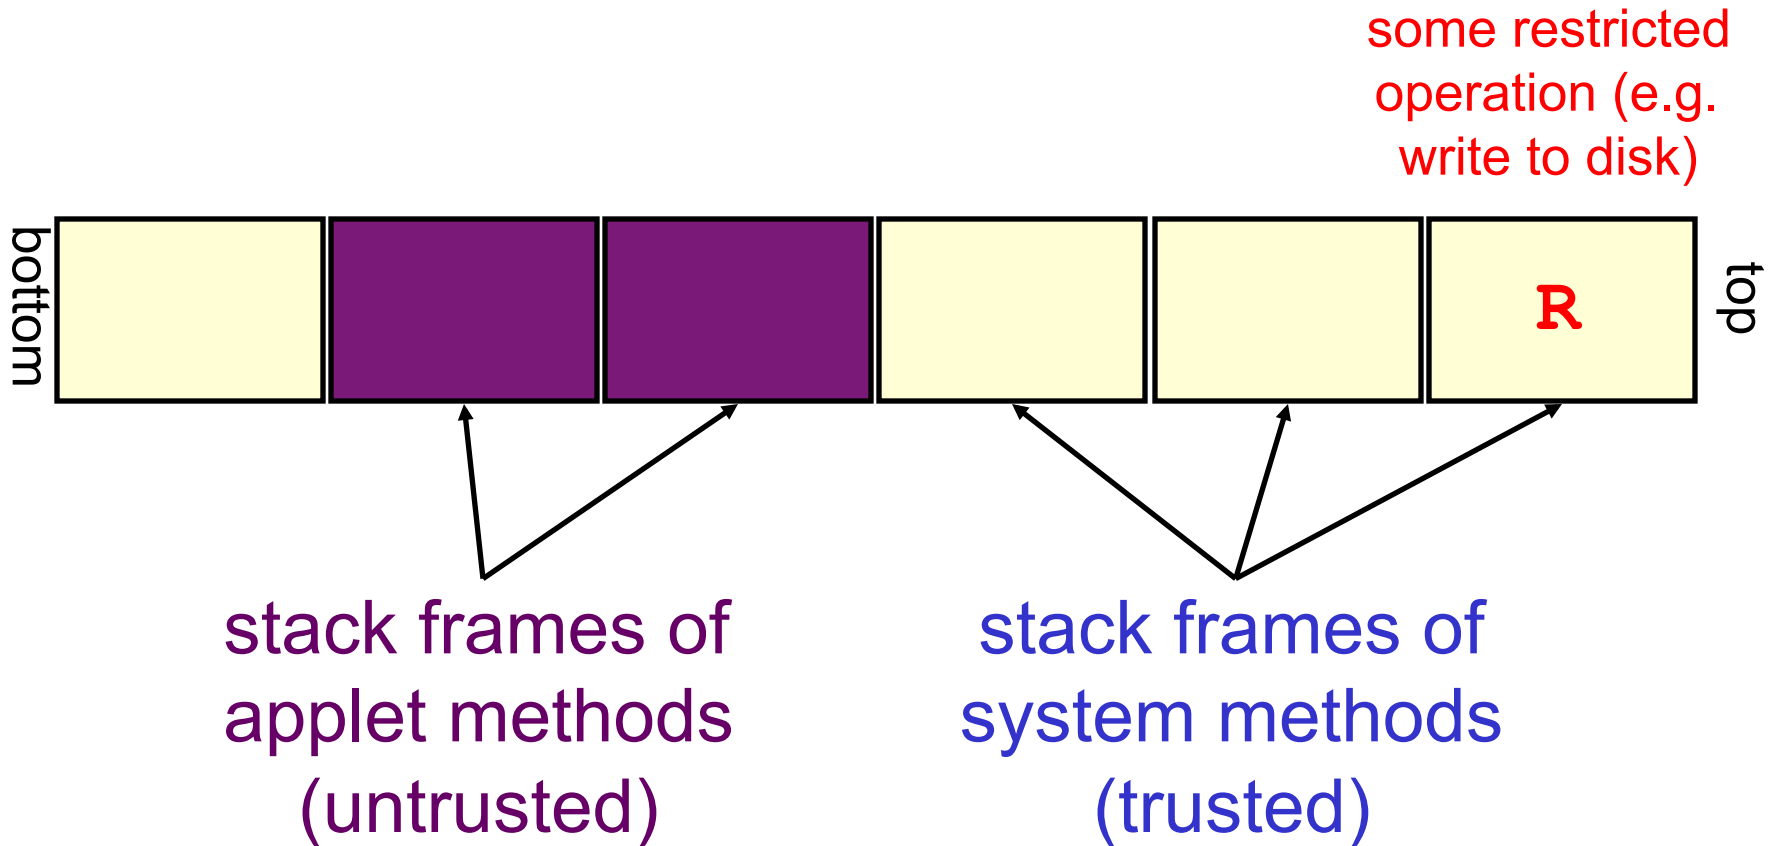 some restricted
operation (e.g.
write to disk)
bottom
R
top
stack frames of
applet methods
(untrusted)
stack frames of
system methods
(trusted)